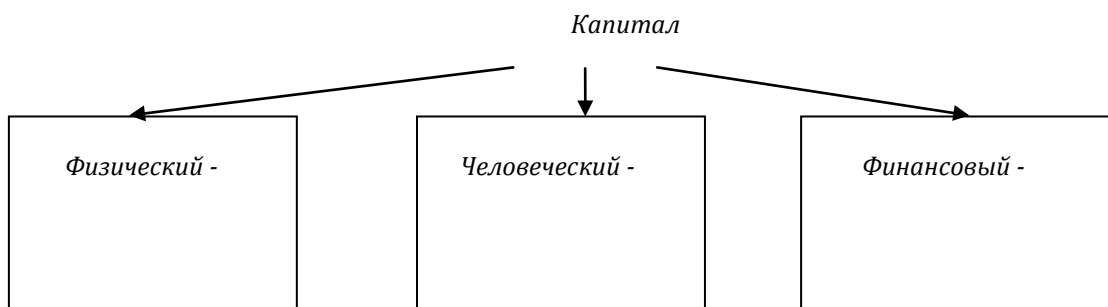 Капитал
Физический -
Человеческий -
Финансовый -